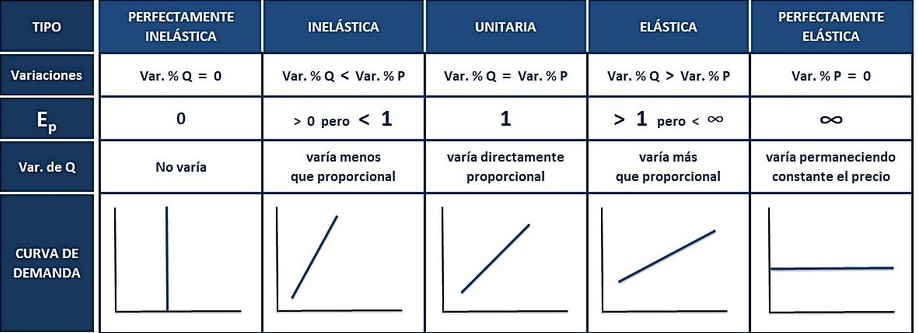 TIPO
PERFECTAMENTE
INELÁSTICA
INELÁSTICA
UNITARIA
ELÁSTICA
PERFECTAMENTE
ELÁSTICA
Variaciones
Var. % Q = 0
Var. % Q < Var. % P
Var. % Q = Var. % P
Var. % Q > Var. % P
Var. % P = 0
Ep
0
> 0 pero < 1
1
> 1 pero < ∞
∞
Var. de Q
No varía
varía menos
que proporcional
varía directamente
proporcional
varía más
que proporcional
varía permaneciendo
constante el precio
CURVA DE
DEMANDA